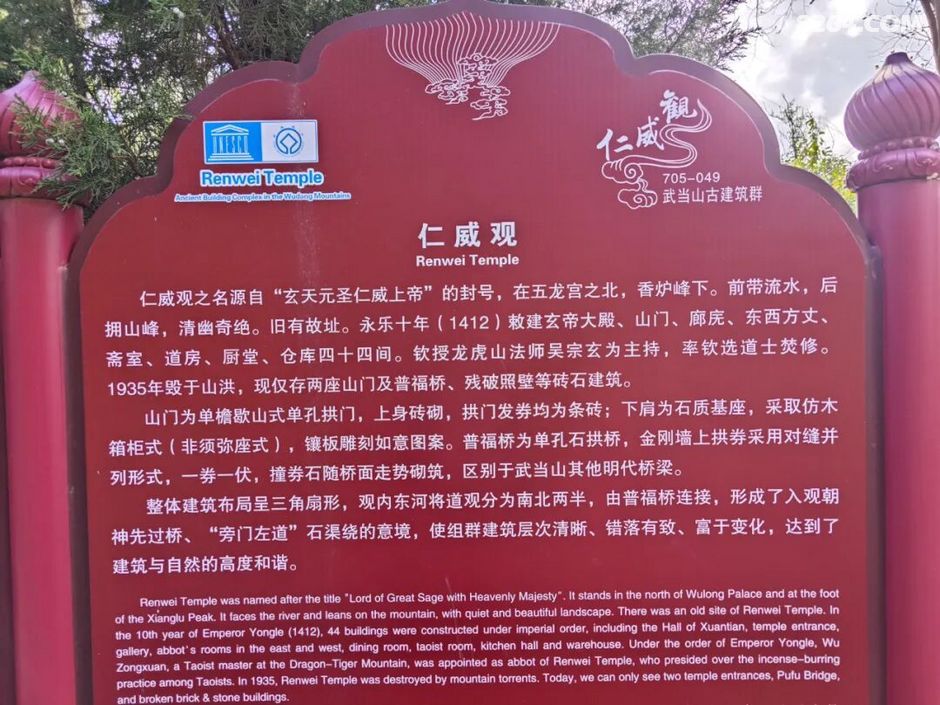 UNESCO
Renwei Temple
Ancient Building Complex in the Wudang Mountains
仁威觀
705-049
武当山古建筑群
仁威观
Renwei Temple
仁威观之名源自“玄天元圣仁威上帝”的封号，在五龙宫之北，香炉峰下。前带流水，后
拥山峰，清幽奇绝。旧有故址。永乐十年（1412）敕建玄帝大殿、山门、廊庑、东西方丈、
斋室、道房、厨堂、仓库四十四间。钦授龙虎山法师吴宗玄为主持，率钦选道士焚修。
1935年毁于山洪，现仅存两座山门及普福桥、残破照壁等砖石建筑。
山门为单檐歇山式单孔拱门，上身砖砌，拱门发券均为条砖；下肩为石质基座，采取仿木
箱柜式（非须弥座式），镶板雕刻如意图案。普福桥为单孔石拱桥，金刚墙上拱券采用对缝并
列形式，一券一伏，撞券石随桥面走势砌筑，区别于武当山其他明代桥梁。
整体建筑布局呈三角扇形，观内东河将道观分为南北两半，由普福桥连接，形成了入观朝
神先过桥、“旁门左道”石渠绕的意境，使组群建筑层次清晰、错落有致、富于变化，达到了
建筑与自然的高度和谐。
Renwei Temple was named after the title "Lord of Great Sage with Heavenly Majesty". It stands in the north of Wulong Palace and at the foot
of the Xianglu Peak. It faces the river and leans on the mountain, with quiet and beautiful landscape. There was an old site of Renwei Temple. In
the 10th year of Emperor Yongle (1412), 44 buildings were constructed under imperial order, including the Hall of Xuantian, temple entrance,
gallery, abbot's rooms in the east and west, dining room, taoist room, kitchen hall and warehouse. Under the order of Emperor Yongle, Wu
Zongxuan, a Taoist master at the Dragon-Tiger Mountain, was appointed as abbot of Renwei Temple, who presided over the incense-burring
practice among Taoists. In 1935, Renwei Temple was destroyed by mountain torrents. Today, we can only see two temple entrances, Pufu Bridge,
and broken brick & stone buildings.